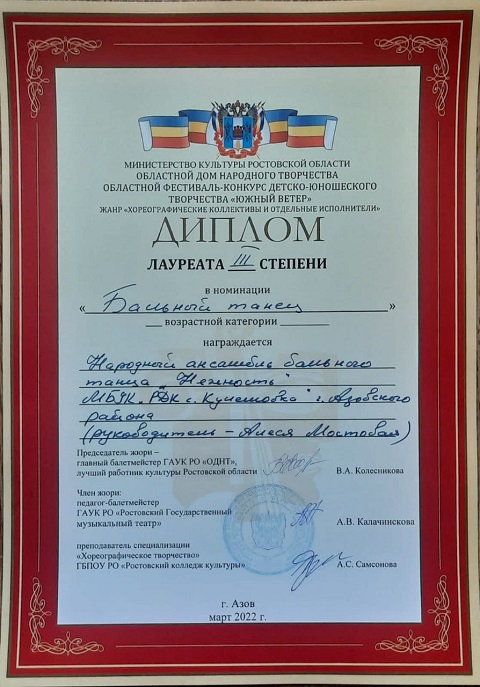 МИНИСТЕРСТВО КУЛЬТУРЫ РОСТОВСКОЙ ОБЛАСТИ
ОБЛАСТНОЙ ДОМ НАРОДНОГО ТВОРЧЕСТВА
ОБЛАСТНОЙ ФЕСТИВАЛЬ-КОНКУРС ДЕТСКО-ЮНОШЕСКОГО
ТВОРЧЕСТВА «ЮЖНЫЙ ВЕТЕР»
ЖАНР «ХОРЕОГРАФИЧЕСКИЕ КОЛЛЕКТИВЫ И ОТДЕЛЬНЫЕ ИСПОЛНИТЕЛИ»
ДИПЛОМ
ЛАУРЕАТА III СТЕПЕНИ
в номинации
«Бальный танец»
возрастной категории
награждается
Народный ансамбль бального
танца "Нежность"
МБУК "РДК с. Кулешовка" Азовского
района
(руководитель - Алеся Мостовая)
Председатель жюри –
главный балетмейстер ГАУК РО «ОДНТ»,
лучший работник культуры Ростовской области В.А. Колесникова
Член жюри:
педагог-балетмейстер
ГАУК РО «Ростовский Государственный
музыкальный театр» А.В. Калачинскова
преподаватель специализации
«Хореографическое творчество»
ГБПОУ РО «Ростовский колледж культуры» А.С. Самсонова
г. Азов
март 2022 г.